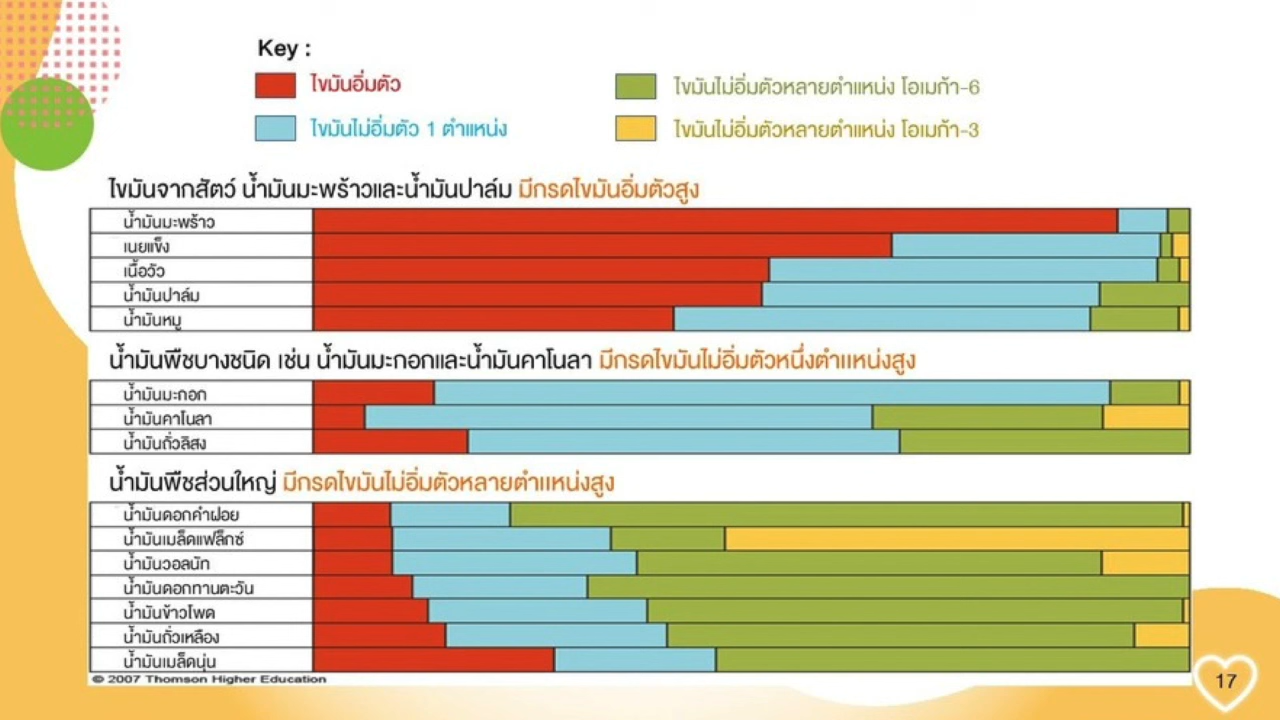 Key :
ไขมันอิ่มตัว
ไขมันไม่อิ่มตัว 1 ตำแหน่ง
ไขมันไม่อิ่มตัวหลายตำแหน่ง โอเมก้า-6
ไขมันไม่อิ่มตัวหลายตำแหน่ง โอเมก้า-3
ไขมันจากสัตว์ น้ำมันมะพร้าวและน้ำมันปาล์ม มีกรดไขมันอิ่มตัวสูง
น้ำมันมะพร้าว
เนยแข็ง
เนื้อวัว
น้ำมันปาล์ม
น้ำมันหมู
น้ำมันพืชบางชนิด เช่น น้ำมันมะกอกและน้ำมันคาโนลา มีกรดไขมันไม่อิ่มตัวหนึ่งตำแหน่งสูง
น้ำมันมะกอก
น้ำมันคาโนลา
น้ำมันถั่วลิสง
น้ำมันพืชส่วนใหญ่ มีกรดไขมันไม่อิ่มตัวหลายตำแหน่งสูง
น้ำมันดอกคำฝอย
น้ำมันเมล็ดแฟล็กซ์
น้ำมันวอลนัท
น้ำมันดอกทานตะวัน
น้ำมันข้าวโพด
น้ำมันถั่วเหลือง
น้ำมันเมล็ดนุ่น
© 2007 Thomson Higher Education
17